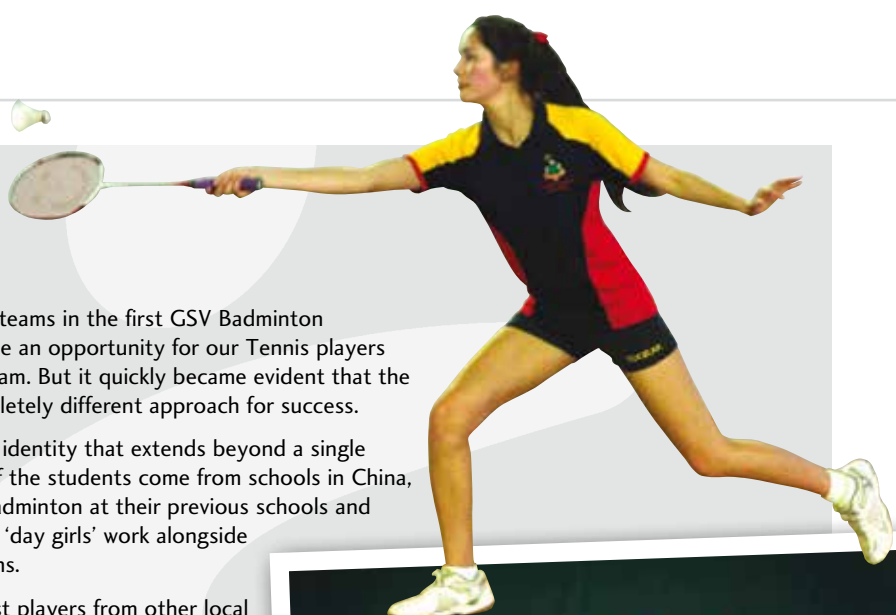 teams in the first GSV Badminton
e an opportunity for our Tennis players
am. But it quickly became evident that the
pletely different approach for success.
identity that extends beyond a single
f the students come from schools in China,
adminton at their previous schools and
‘day girls’ work alongside
ns.
st players from other local